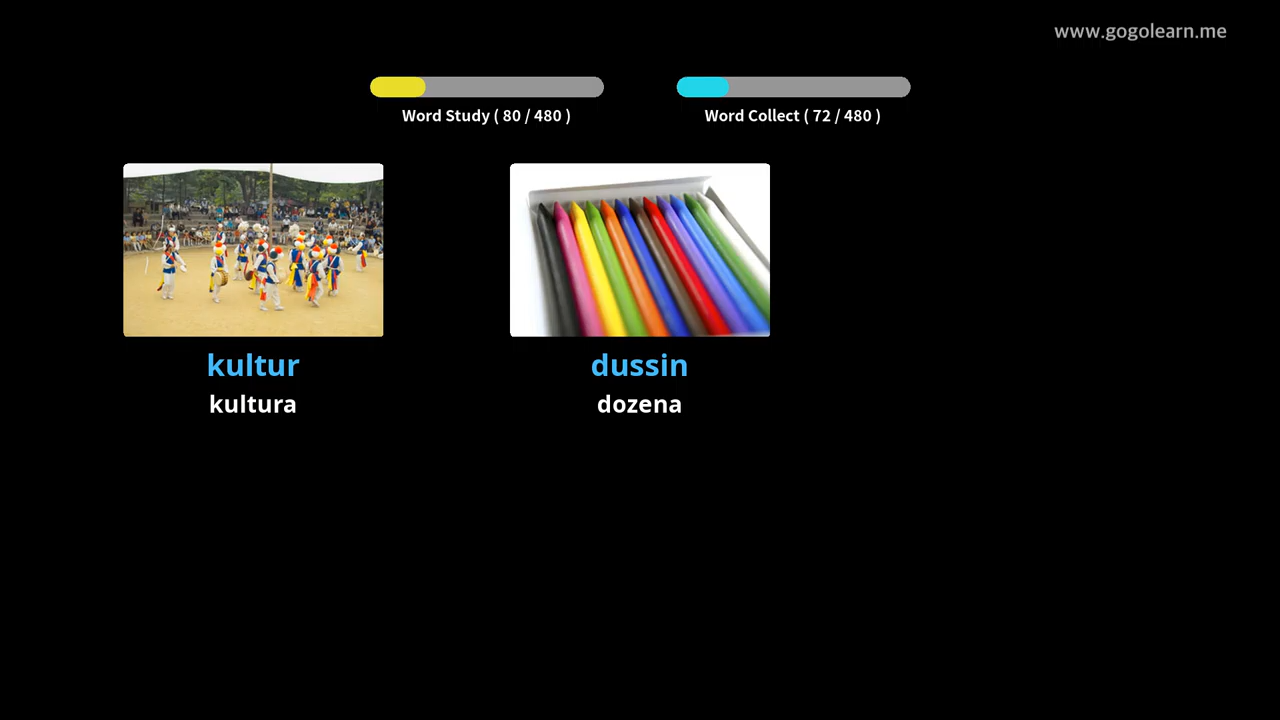 www.gogolearn.me
Word Study ( 80 / 480 )
Word Collect ( 72 / 480 )
kultur
kultura
dussin
dozena